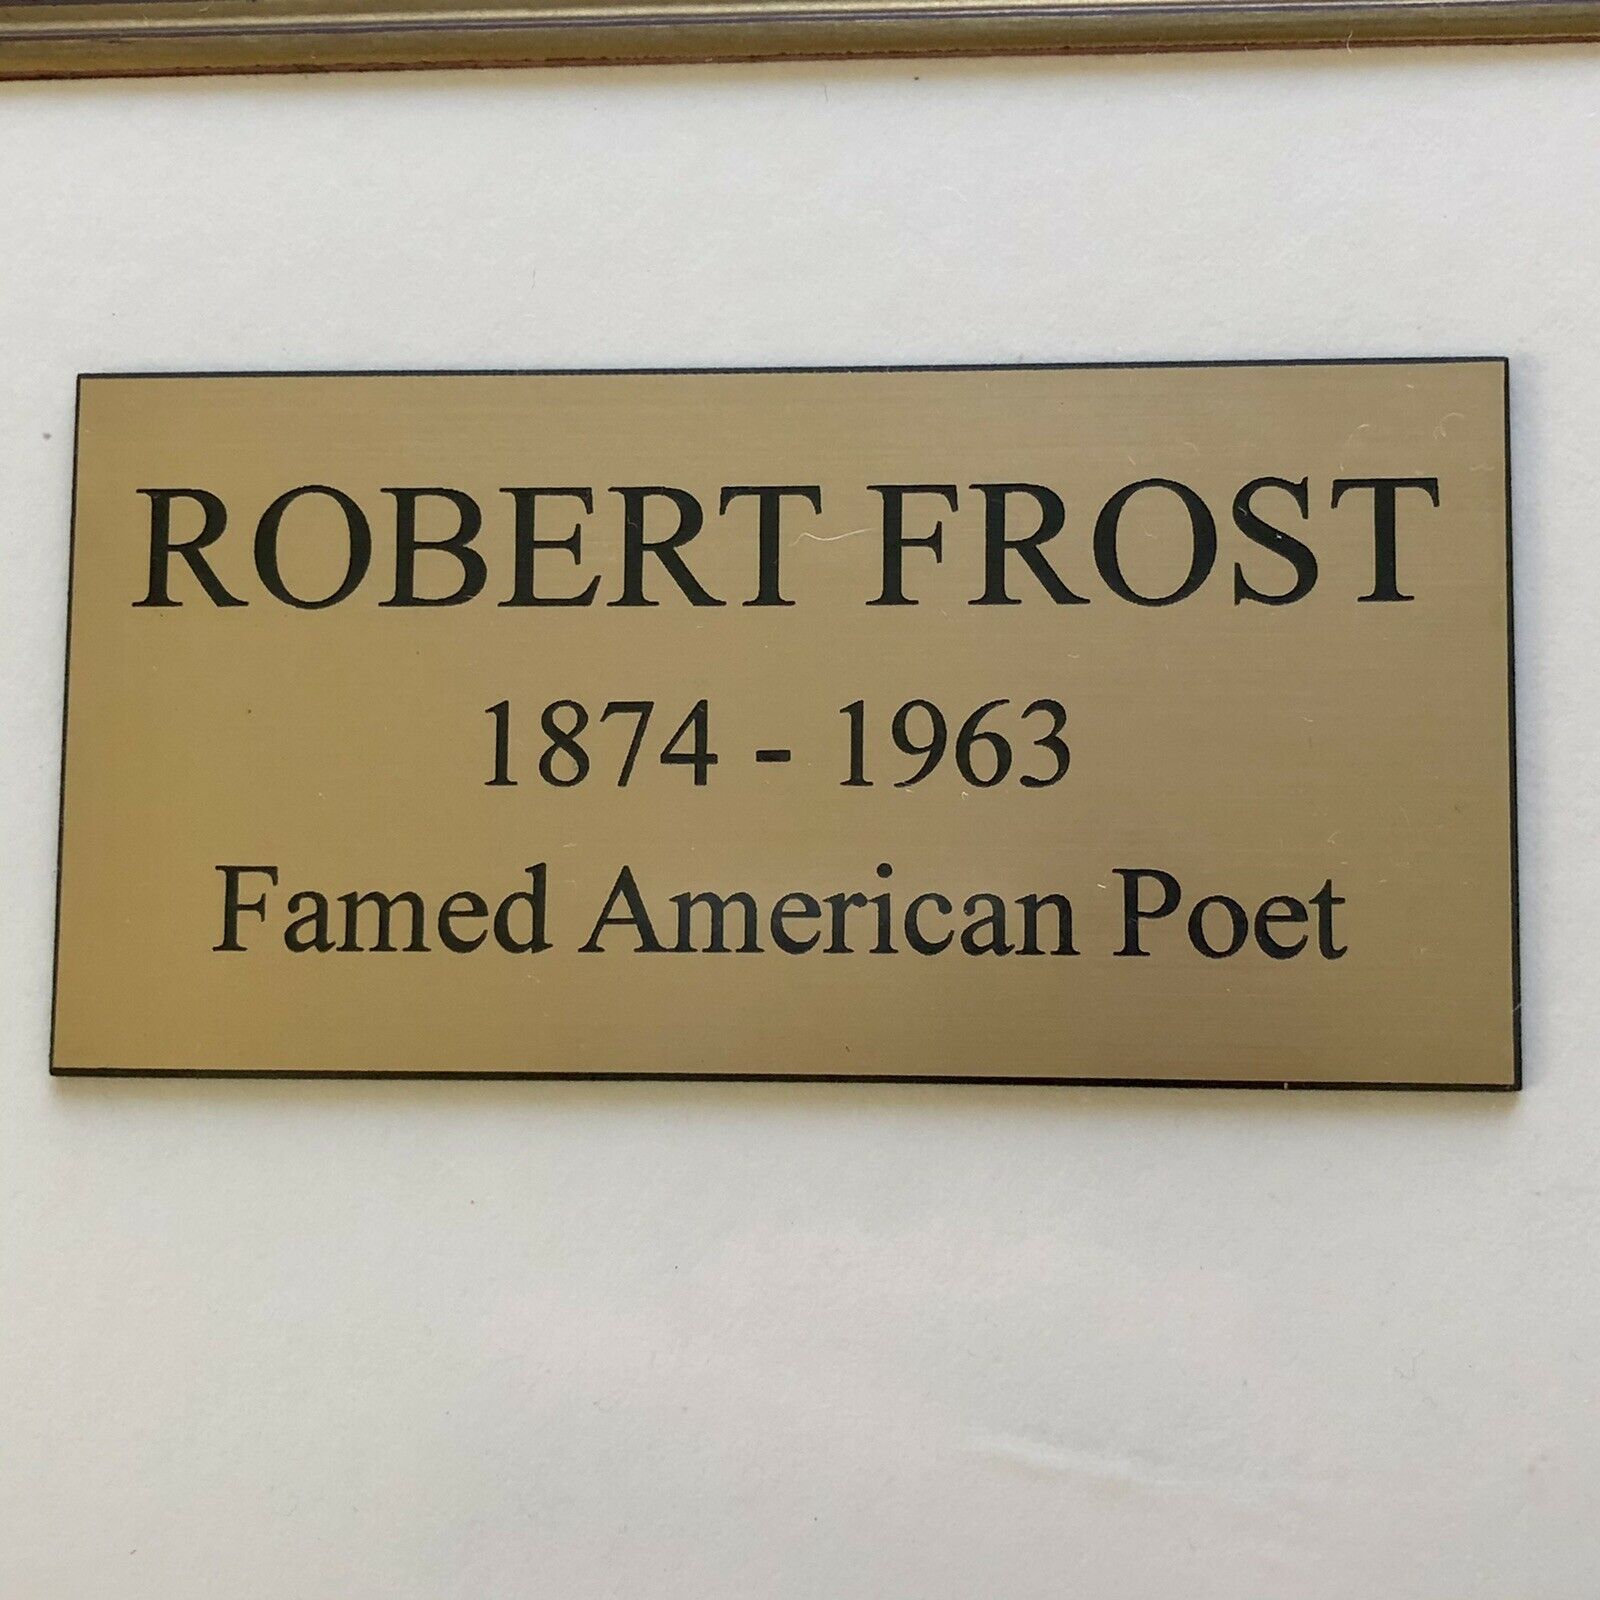 ROBERT FROST
1874 - 1963
Famed American Poet